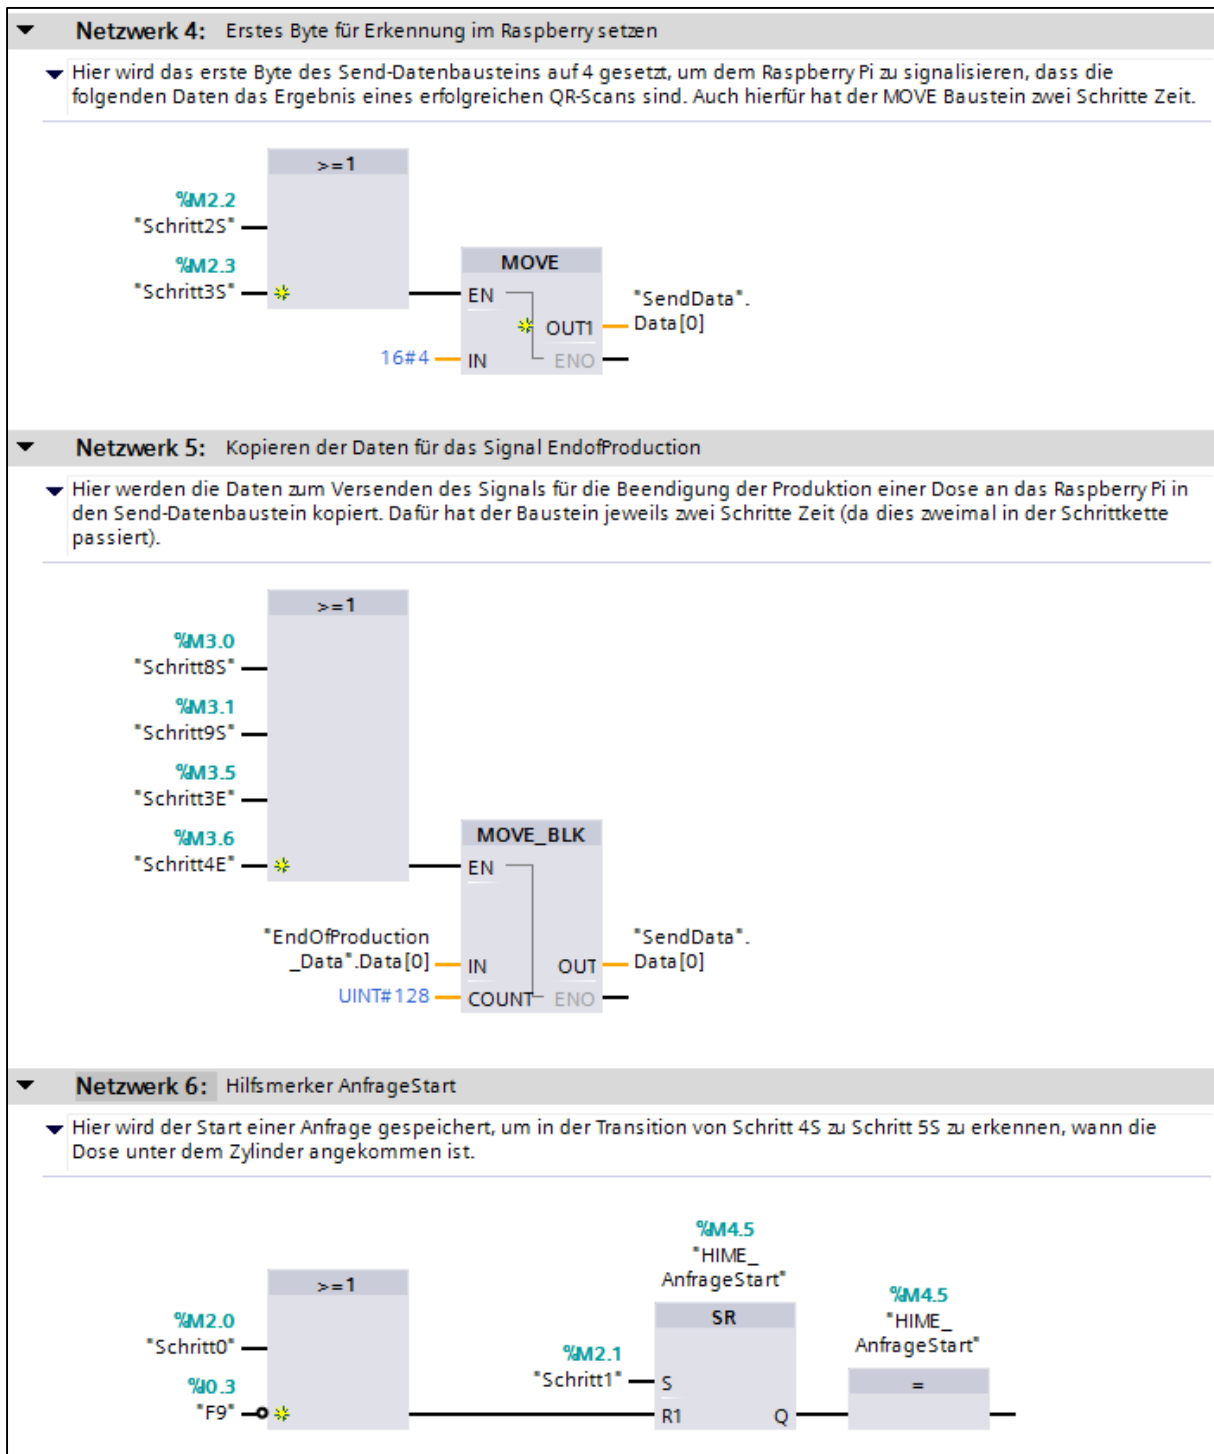 Netzwerk 4: Erstes Byte für Erkennung im Raspberry setzen
Hier wird das erste Byte des Send-Datenbausteins auf 4 gesetzt, um dem Raspberry Pi zu signalisieren, dass die
folgenden Daten das Ergebnis eines erfolgreichen QR-Scans sind. Auch hierfür hat der MOVE Baustein zwei Schritte Zeit.
>=1
%M2.2
"Schritt2S"
%M2.3
"Schritt3S"
MOVE
EN
"SendData".
OUT1
Data[0]
16#4
IN
ENO
Netzwerk 5: Kopieren der Daten für das Signal EndofProduction
Hier werden die Daten zum Versenden des Signals für die Beendigung der Produktion einer Dose an das Raspberry Pi in
den Send-Datenbaustein kopiert. Dafür hat der Baustein jeweils zwei Schritte Zeit (da dies zweimal in der Schrittkette
passiert).
>=1
%M3.0
"Schritt8S"
%M3.1
"Schritt9S"
%M3.5
"Schritt3E"
%M3.6
"Schritt4E"
MOVE_BLK
EN
"EndOfProduction
_Data".Data[0]
IN
OUT
"SendData".
Data[0]
UINT#128
COUNT
ENO
Netzwerk 6: Hilfsmerker AnfrageStart
Hier wird der Start einer Anfrage gespeichert, um in der Transition von Schritt 4S zu Schritt 5S zu erkennen, wann die
Dose unter dem Zylinder angekommen ist.
>=1
%M2.0
"Schritt0"
%I0.3
"F9"
%M4.5
"HIME_
AnfrageStart"
SR
%M2.1
"Schritt1"
S
R1
Q
%M4.5
"HIME_
AnfrageStart"
=